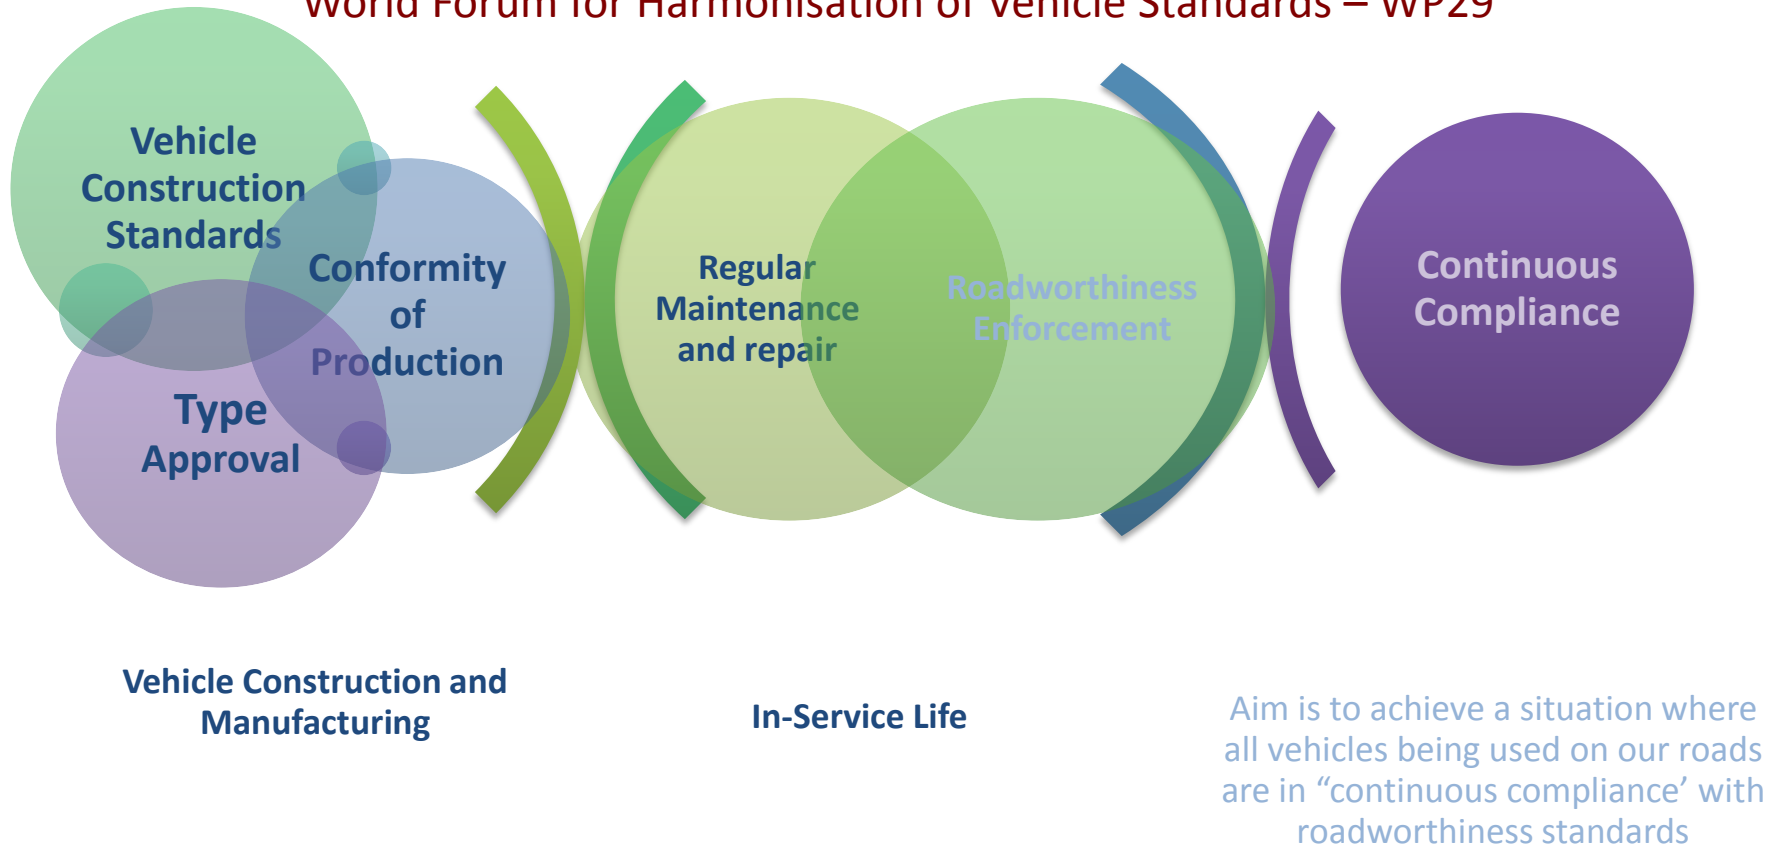 World Forum for Harmonisation of Vehicle Standards – WP29
Vehicle
Construction
Standards
Conformity
of
Production
Type
Approval
Regular
Maintenance
and repair
Roadworthiness
Enforcement
Continuous
Compliance
Vehicle Construction and
Manufacturing
In-Service Life
Aim is to achieve a situation where
all vehicles being used on our roads
are in “continuous compliance’ with
roadworthiness standards